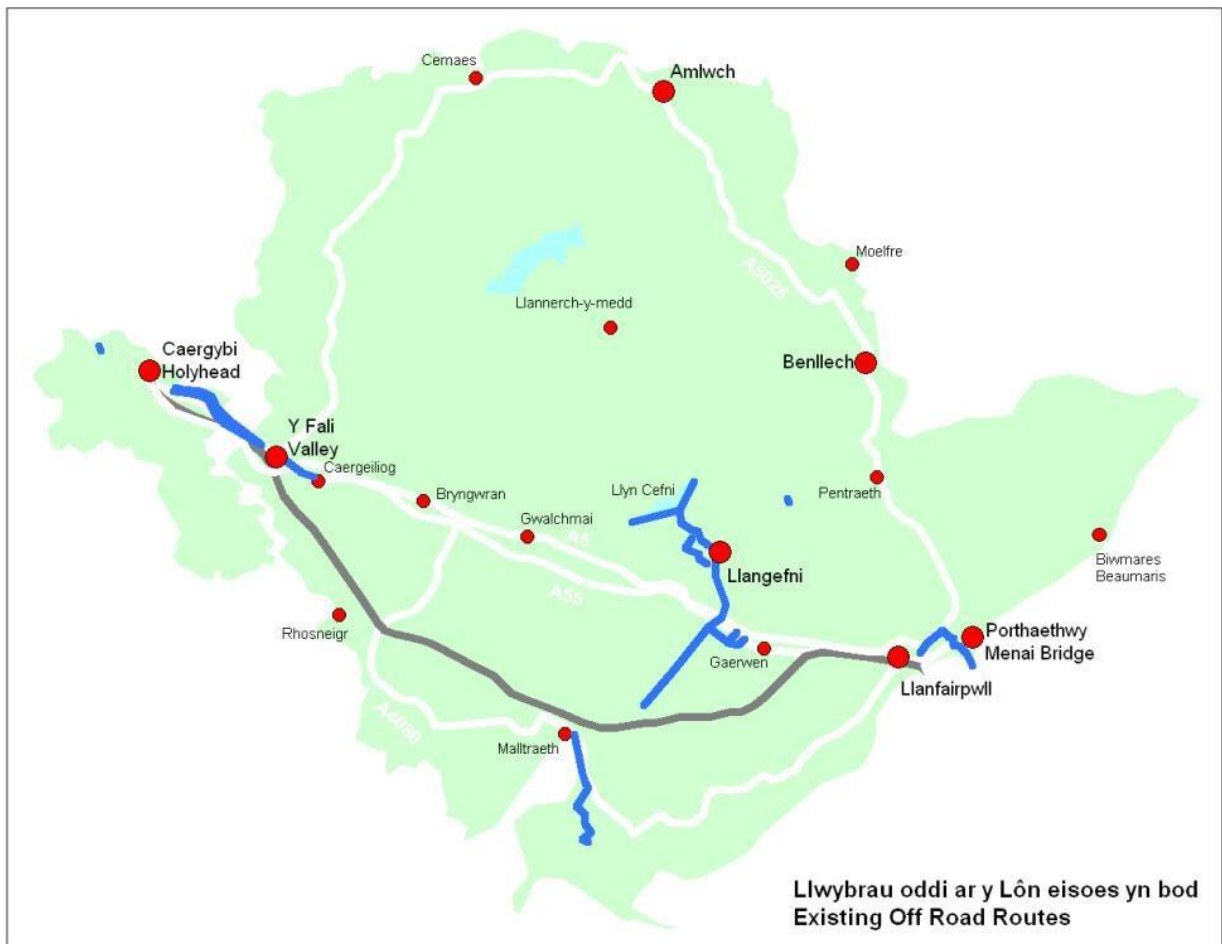 Cemaes
Amlwch
Moelfre
A5025
Llannerch-y-medd
Caergybi
Holyhead
Benllech
Y Fali
Valley
Caergeiliog
Bryngwran
Llyn Cefni
Pentraeth
Gwalchmai
A5
Biwmares
Beaumaris
Llangefni
A55
Rhosneigr
Porthaethwy
Menai Bridge
Gaerwen
Llanfairpwll
A4080
Malltraeth
Llwybrau oddi ar y Lôn eisoes yn bod
Existing Off Road Routes